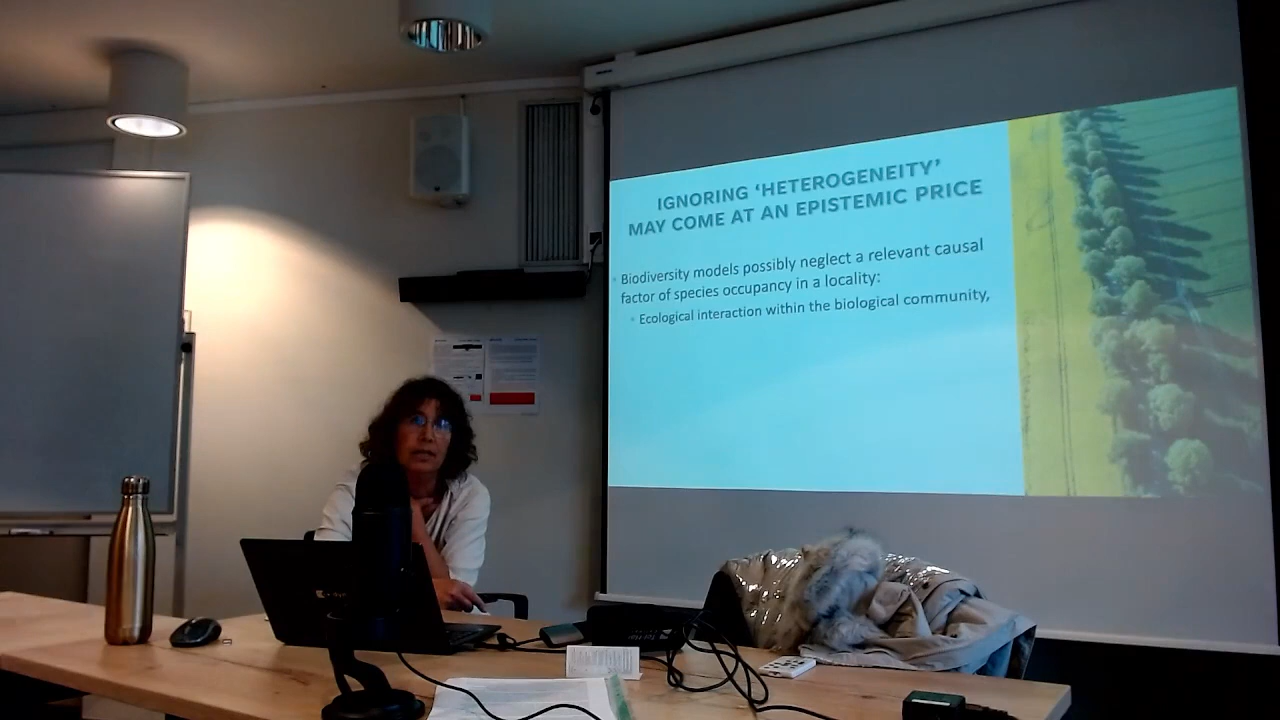 IGNORING ‘HETEROGENEITY’
MAY COME AT AN EPISTEMIC PRICE
Biodiversity models possibly neglect a relevant causal
factor of species occupancy in a locality:
Ecological interaction within the biological community,